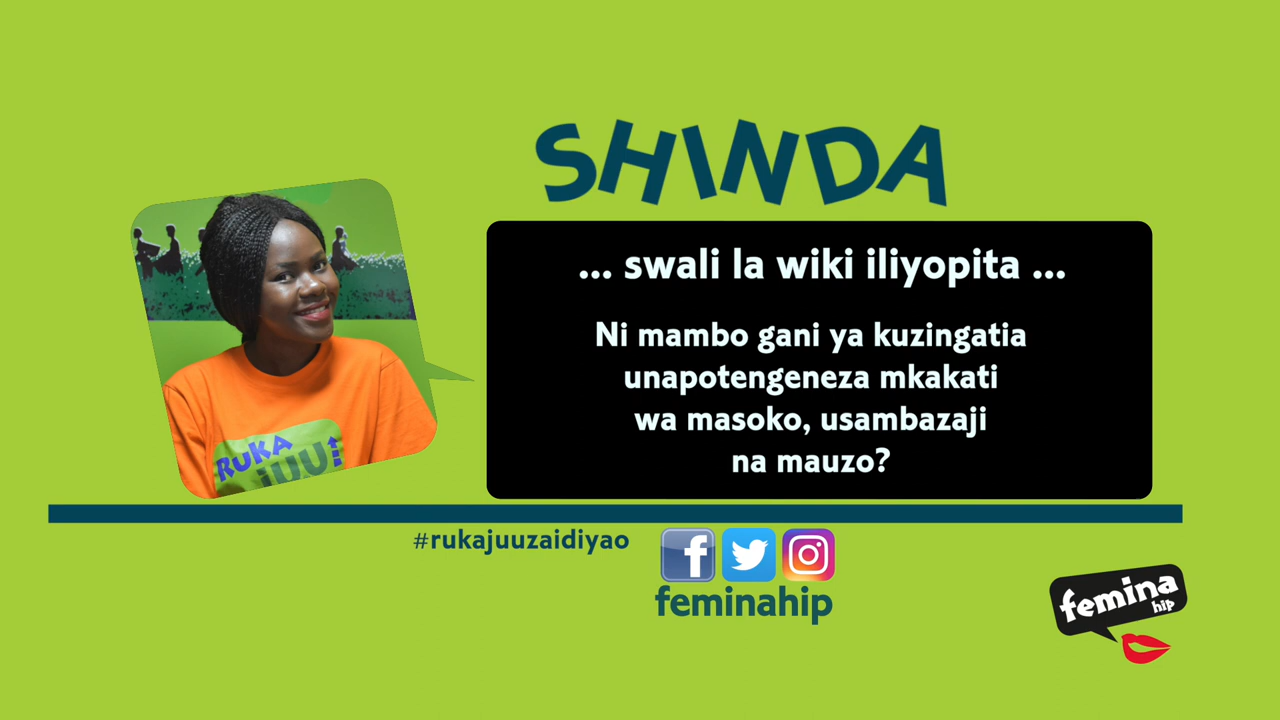 SHINDA
... swali la wiki iliyopita ...
Ni mambo gani ya kuzingatia
unapotengeneza mkakati
wa masoko, usambazaji
na mauzo?
RUKA
JUU
#rukajuuzaidiyao
feminahip
femina
hip